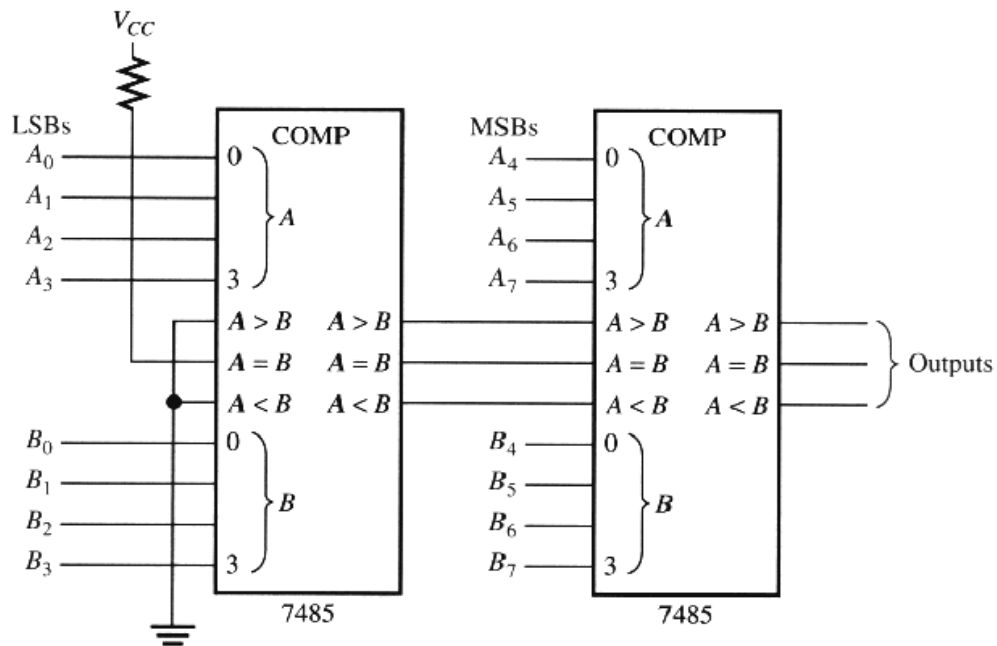 V_CC
LSBs
COMP
A_0
0
A_1
A
A_2
A_3
3
A > B A > B
A = B A = B
A < B A < B
B_0
0
B_1
B
B_2
B_3
3
7485
MSBs
COMP
A_4
0
A_5
A
A_6
A_7
3
A > B A > B
A = B A = B
A < B A < B
Outputs
B_4
0
B_5
B
B_6
B_7
3
7485